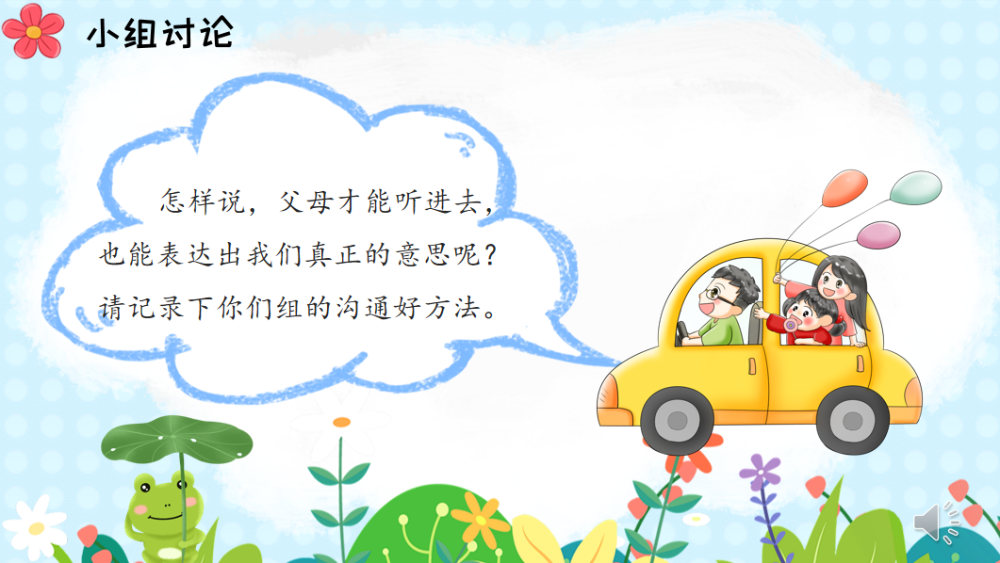 小组讨论
怎样说，父母才能听进去，
也能表达出我们真正的意思呢？
请记录下你们组的沟通好方法。